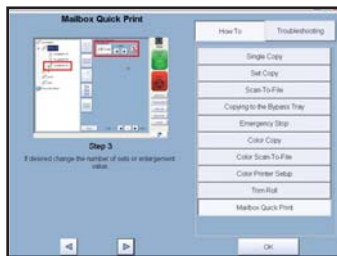 Mailbox Quick Print
Step 3
If desired change the number of sets or enlargement
value.
How To
Troubleshooting
Single Copy
Set Copy
Scan-To-File
Copying to the Bypass Tray
Emergency Stop
Color Copy
Color Scan-To-File
Color Printer Setup
Trim Roll
Mailbox Quick Print
OK